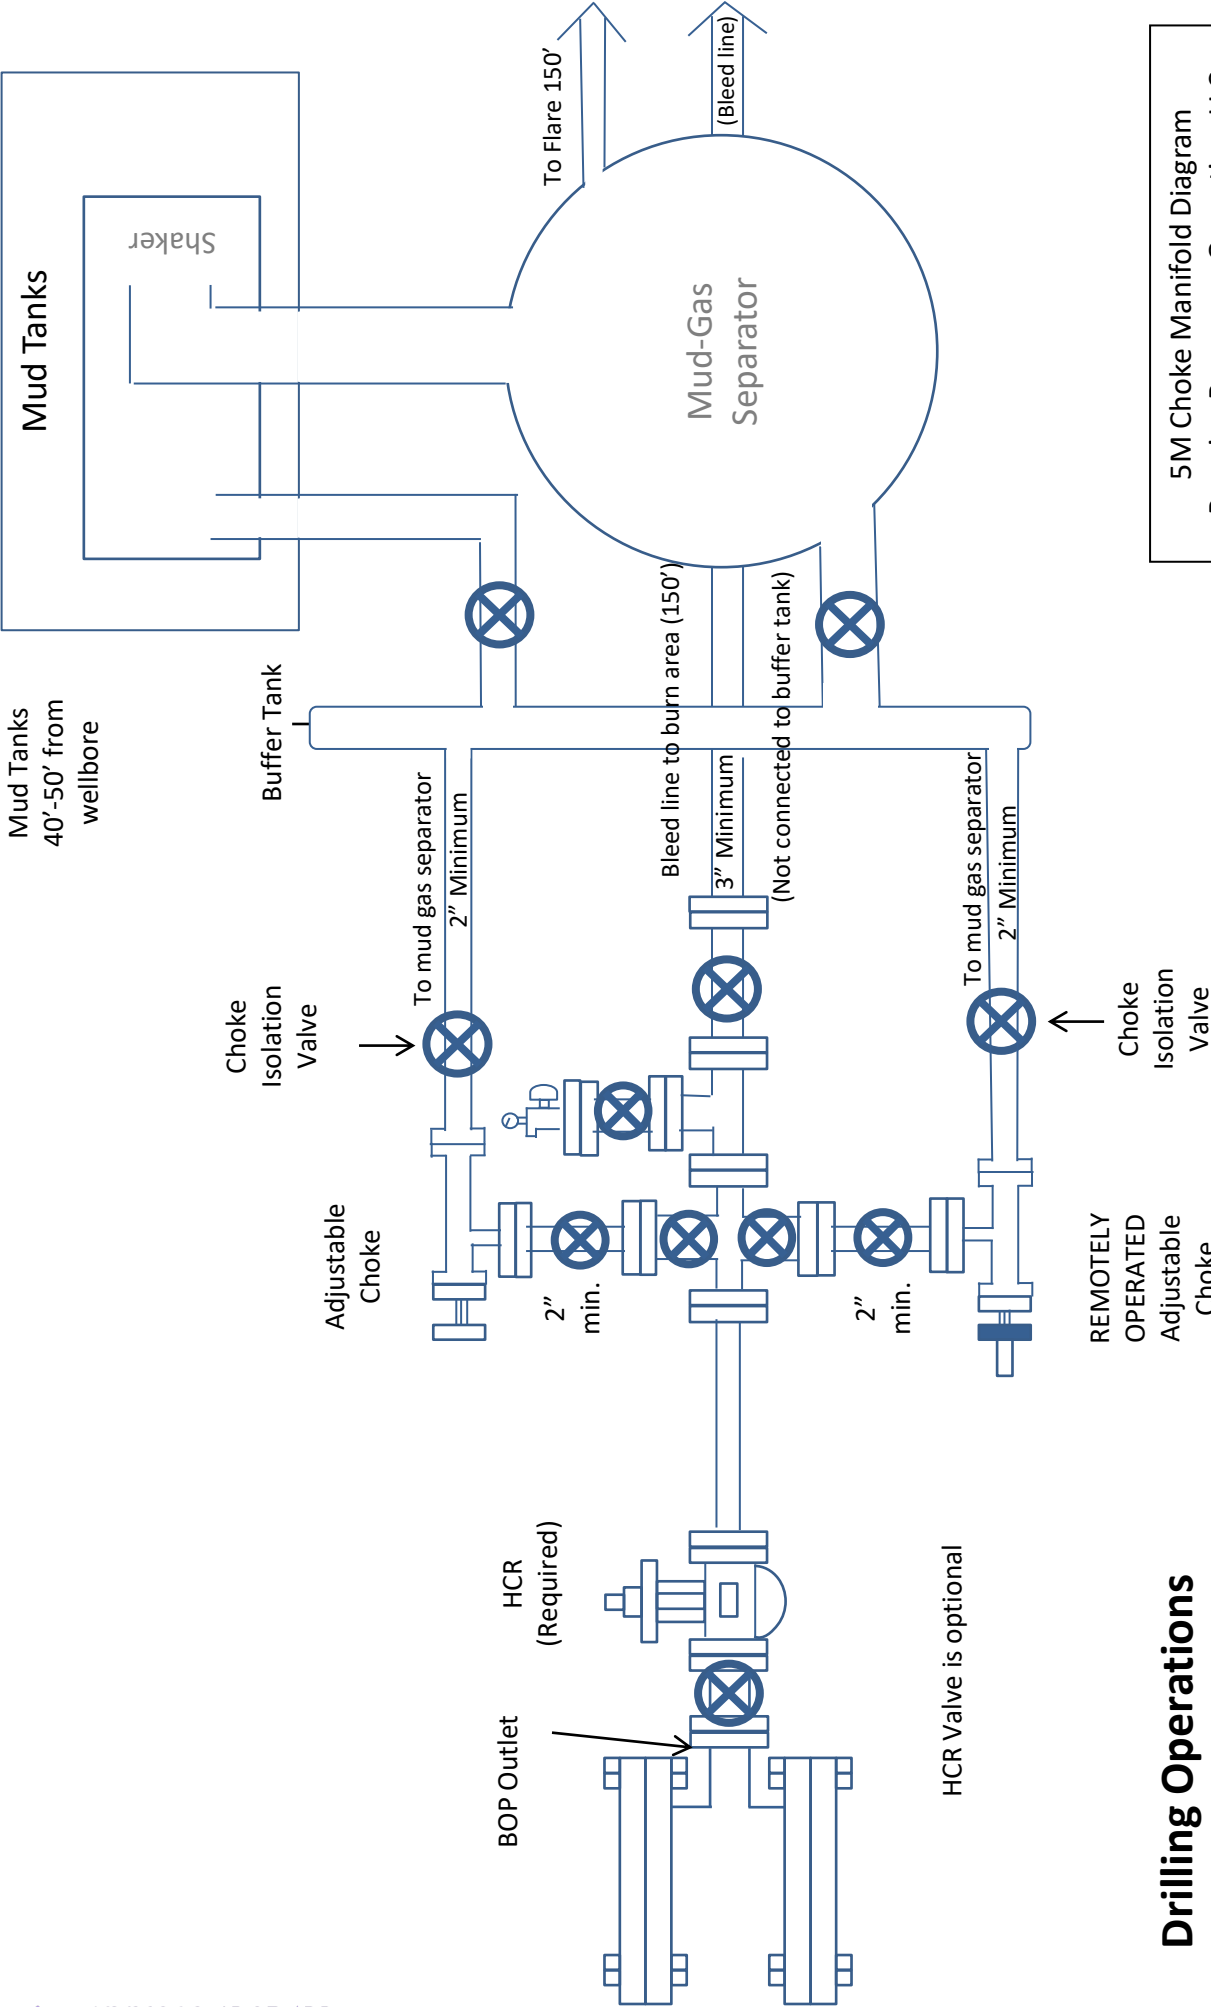 Mud Tanks
Shaker
To Flare 150’
(Bleed line)
Mud-Gas
Separator
Mud Tanks
40’-50’ from
wellbore
Buffer Tank
To mud gas separator
2” Minimum
Bleed line to burn area (150’)
3” Minimum
(Not connected to buffer tank)
To mud gas separator
2” Minimum
Choke
Isolation
Valve
Choke
Isolation
Valve
Adjustable
Choke
2”
min.
2”
min.
REMOTELY
OPERATED
Adjustable
Choke
HCR
(Required)
BOP Outlet
HCR Valve is optional
Drilling Operations
5M Choke Manifold Diagram